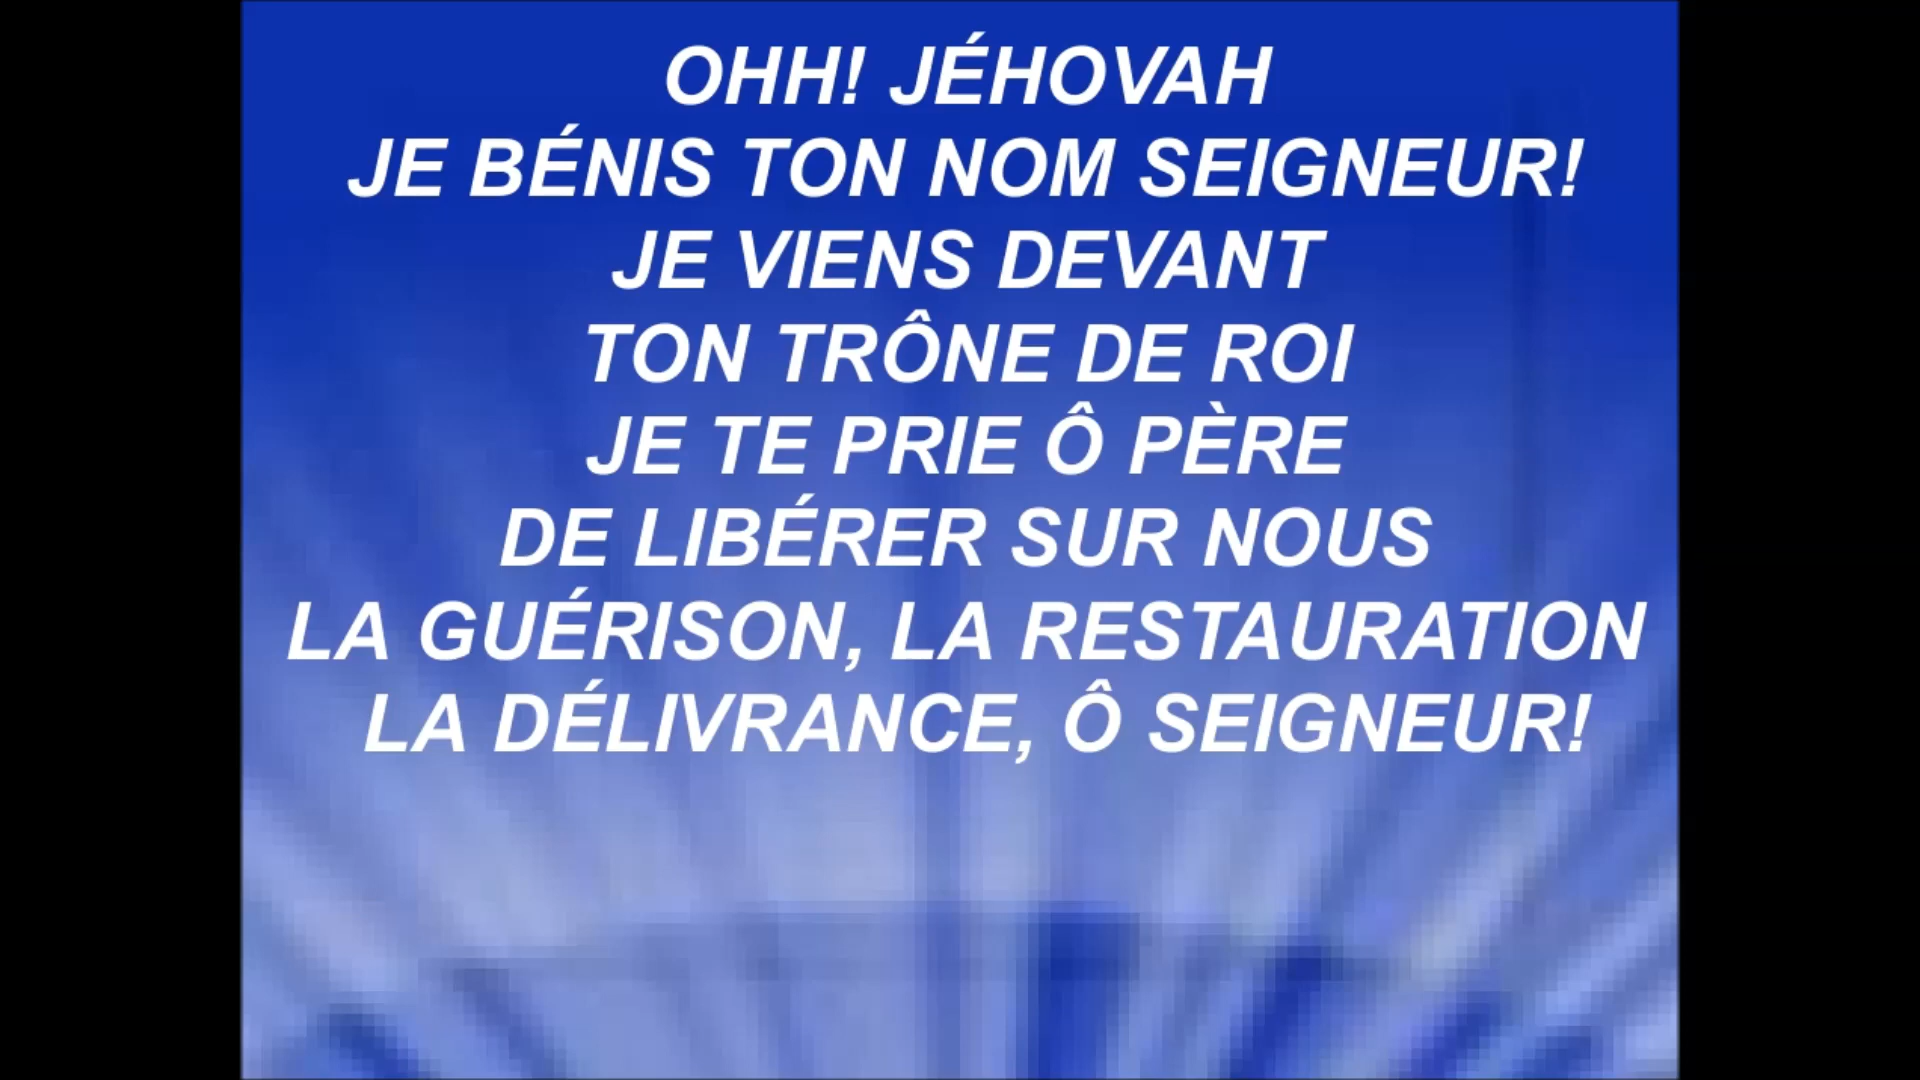 OHH! JÉHOVAH
JE BÉNIS TON NOM SEIGNEUR!
JE VIENS DEVANT
TON TRÔNE DE ROI
JE TE PRIE Ô PÈRE
DE LIBÉRER SUR NOUS
LA GUÉRISON, LA RESTAURATION
LA DÉLIVRANCE, Ô SEIGNEUR!